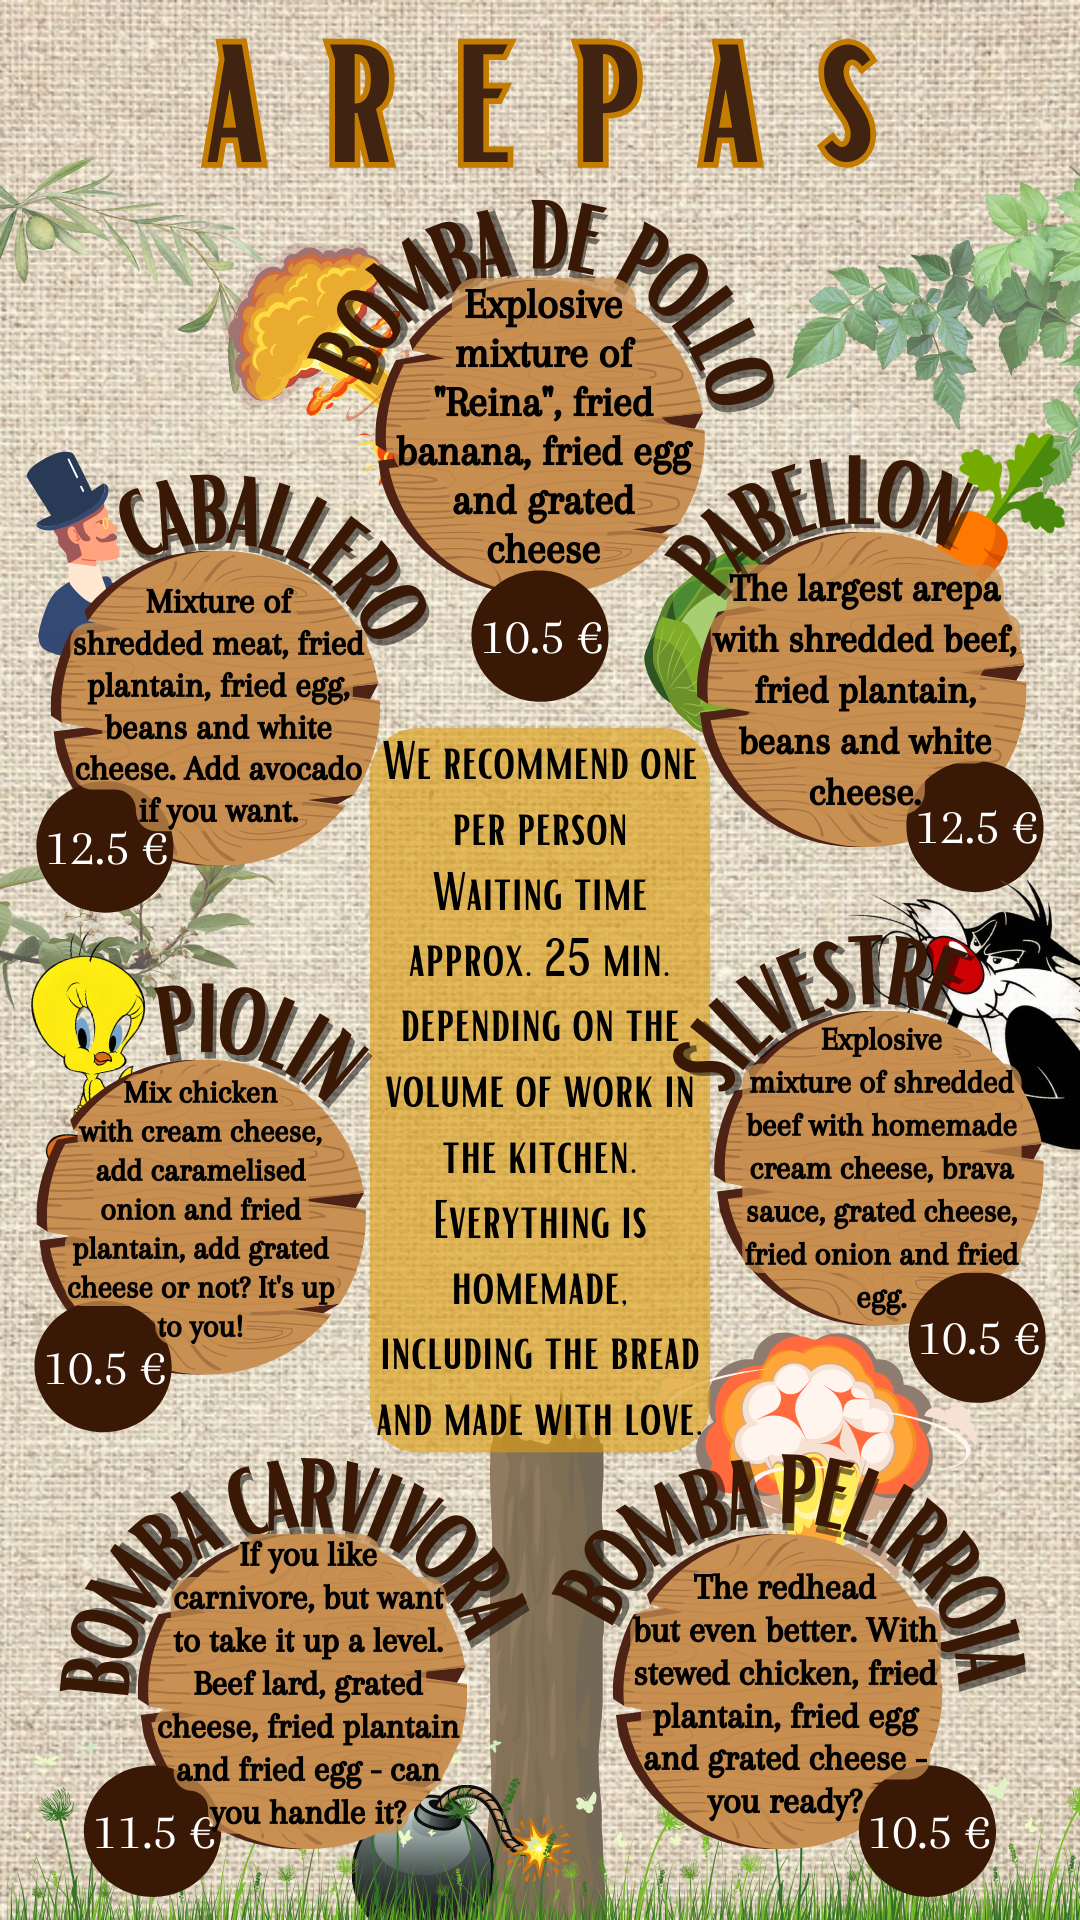 AREPAS
BOMBA DE POLLO
Explosive
mixture of
"Reina", fried
banana, fried egg
and grated
cheese
10.5 €
CABALLERO
Mixture of
shredded meat, fried
plantain, fried egg,
beans and white
cheese. Add avocado
if you want.
12.5 €
PABELLON
The largest arepa
with shredded beef,
fried plantain,
beans and white
cheese.
12.5 €
WE RECOMMEND ONE
PER PERSON
WAITING TIME
APPROX. 25 MIN.
DEPENDING ON THE
VOLUME OF WORK IN
THE KITCHEN.
EVERYTHING IS
HOMEMADE,
INCLUDING THE BREAD
AND MADE WITH LOVE.
PIOLIN
Mix chicken
with cream cheese,
add caramelised
onion and fried
plantain, add grated
cheese or not? It's up
to you!
10.5 €
SILVESTRE
Explosive
mixture of shredded
beef with homemade
cream cheese, brava
sauce, grated cheese,
fried onion and fried
egg.
10.5 €
BOMBA CARVIVORA
If you like
carnivore, but want
to take it up a level.
Beef lard, grated
cheese, fried plantain
and fried egg - can
you handle it?
11.5 €
BOMBA PELIRROJA
The redhead
but even better. With
stewed chicken, fried
plantain, fried egg
and grated cheese -
you ready?
10.5 €